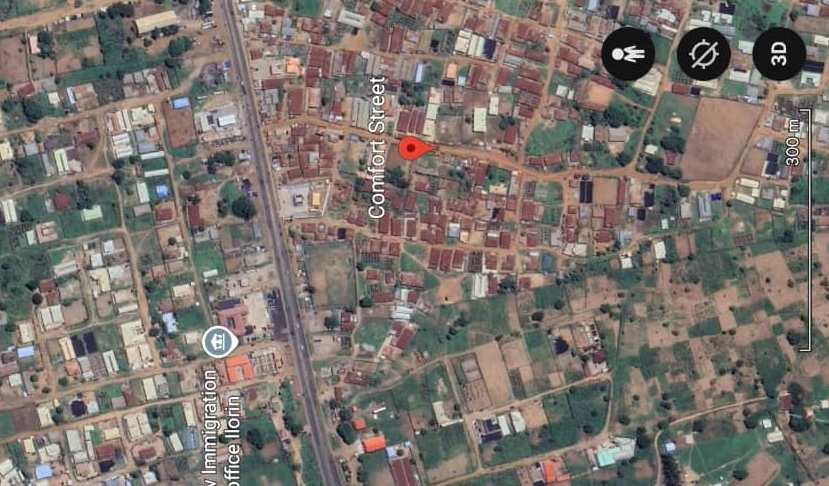 3D
300 m
Comfort Street
v Immigration
office Ilorin